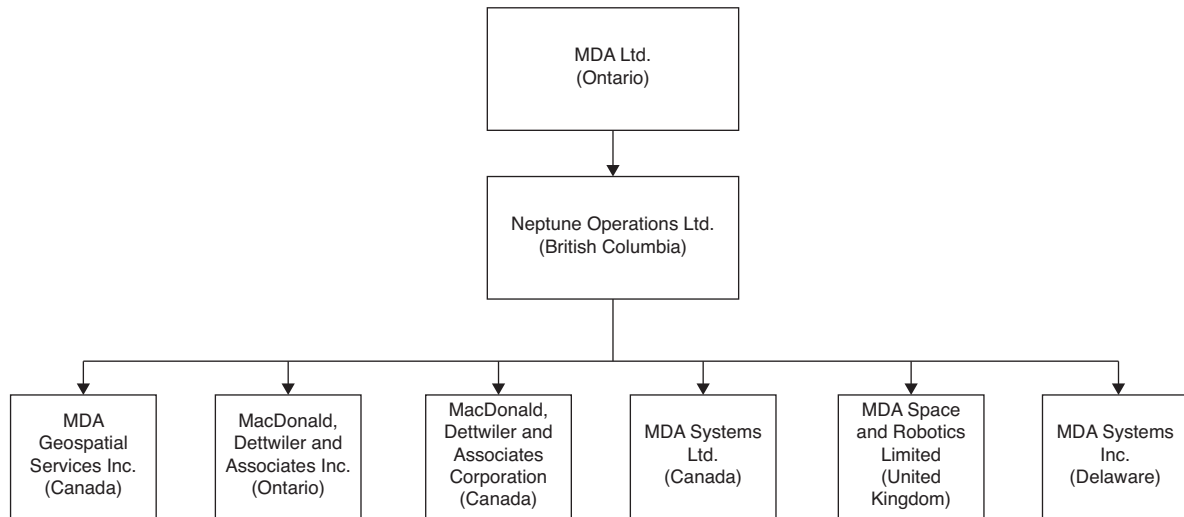 MDA Ltd.
(Ontario)
Neptune Operations Ltd.
(British Columbia)
MDA
Geospatial
Services Inc.
(Canada)
MacDonald,
Dettwiler and
Associates Inc.
(Ontario)
MacDonald,
Dettwiler and
Associates
Corporation
(Canada)
MDA Systems
Ltd.
(Canada)
MDA Space
and Robotics
Limited
(United
Kingdom)
MDA Systems
Inc.
(Delaware)